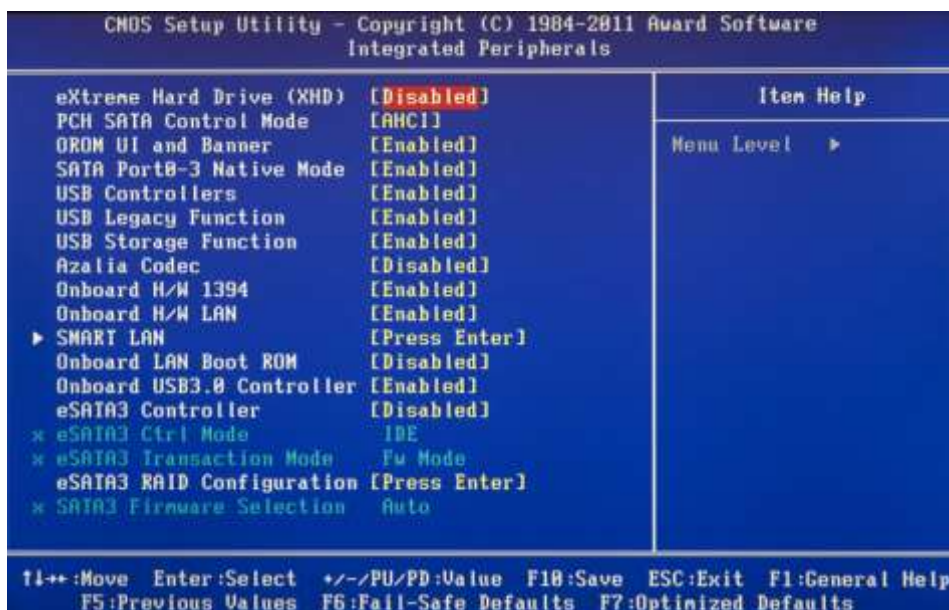 CMOS Setup Utility - Copyright (C) 1984-2011 Award Software
Integrated Peripherals
eXtreme Hard Drive (XHD) [Disabled]
PCH SATA Control Mode [AHCI]
OROM UI and Banner [Enabled]
SATA Port0-3 Native Mode [Enabled]
USB Controllers [Enabled]
USB Legacy Function [Enabled]
USB Storage Function [Enabled]
Azalia Codec [Disabled]
Onboard H/W 1394 [Enabled]
Onboard H/W LAN [Enabled]
▶ SMART LAN [Press Enter]
Onboard LAN Boot ROM [Disabled]
Onboard USB3.0 Controller [Enabled]
eSATA3 Controller [Disabled]
x eSATA3 Ctrl Mode IDE
x eSATA3 Transaction Mode Fw Mode
eSATA3 RAID Configuration [Press Enter]
x SATA3 Firmware Selection Auto
Item Help
Menu Level ▶
↑↓→←:Move Enter:Select +/-/PU/PD:Value F10:Save ESC:Exit F1:General Help
F5:Previous Values F6:Fail-Safe Defaults F7:Optimized Defaults